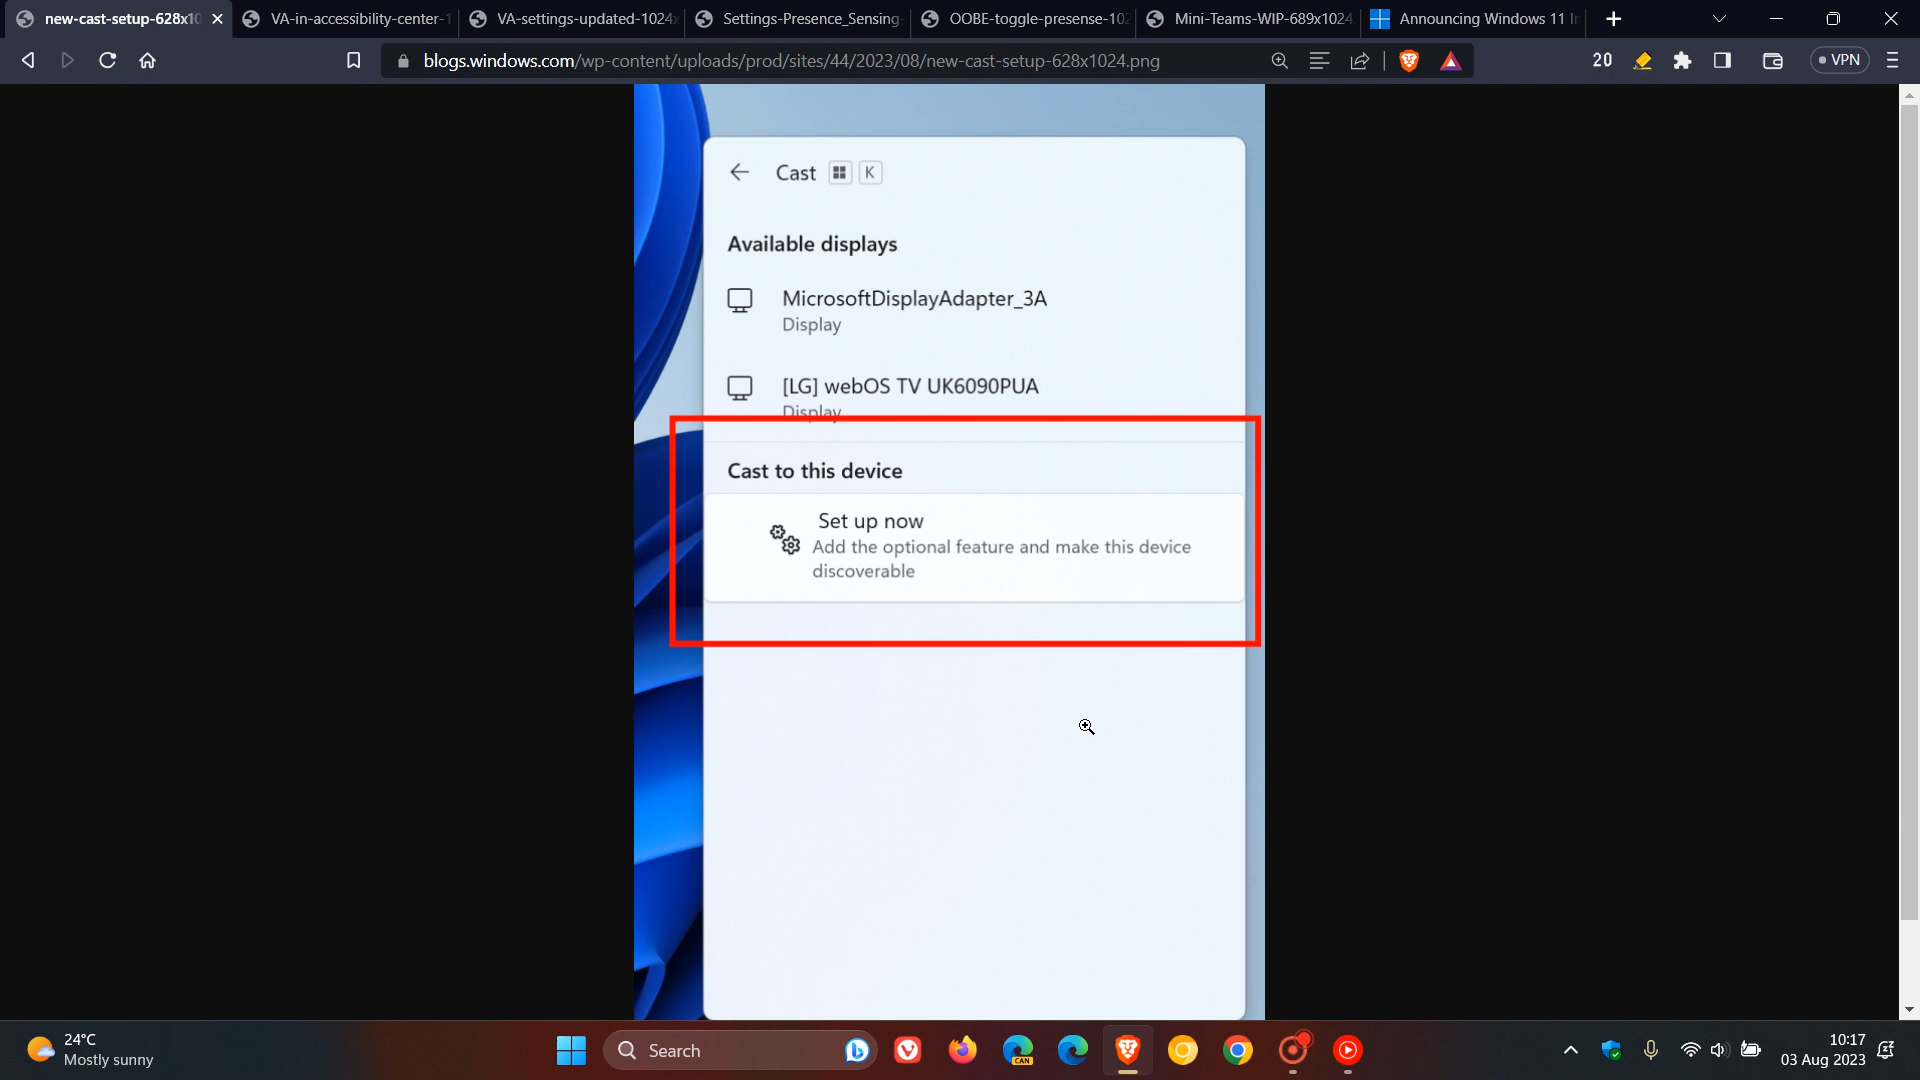 new-cast-setup-628x10
VA-in-accessibility-center-1
VA-settings-updated-1024x
Settings-Presence_Sensing-
OOBE-toggle-presense-102
Mini-Teams-WIP-689x1024
Announcing Windows 11 In
blogs.windows.com/wp-content/uploads/prod/sites/44/2023/08/new-cast-setup-628x1024.png
20
VPN
Cast K
Available displays
MicrosoftDisplayAdapter_3A
Display
[LG] webOS TV UK6090PUA
Display
Cast to this device
Set up now
Add the optional feature and make this device
discoverable
24°C
Mostly sunny
Search
CAN
10:17
03 Aug 2023